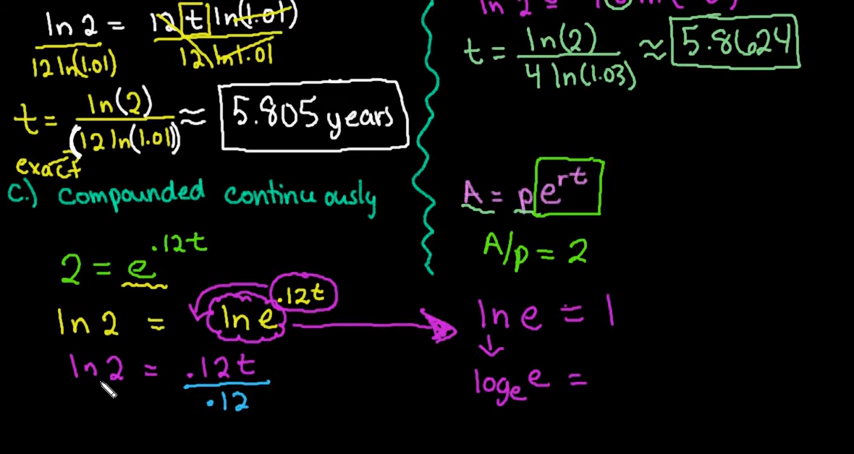 ln 2 = 12 t ln(1.01)
12 ln(1.01) 12 ln(1.01)
t = ln(2) / (12 ln(1.01)) ≈ 5.805 years
exact
c.) compounded continuously
2 = e^.12t
ln 2 = ln e^.12t
ln 2 = .12t
.12
t = ln(2) / 4 ln(1.03) ≈ 5.8624
A = pe^rt
A/p = 2
ln e = 1
log_e e =